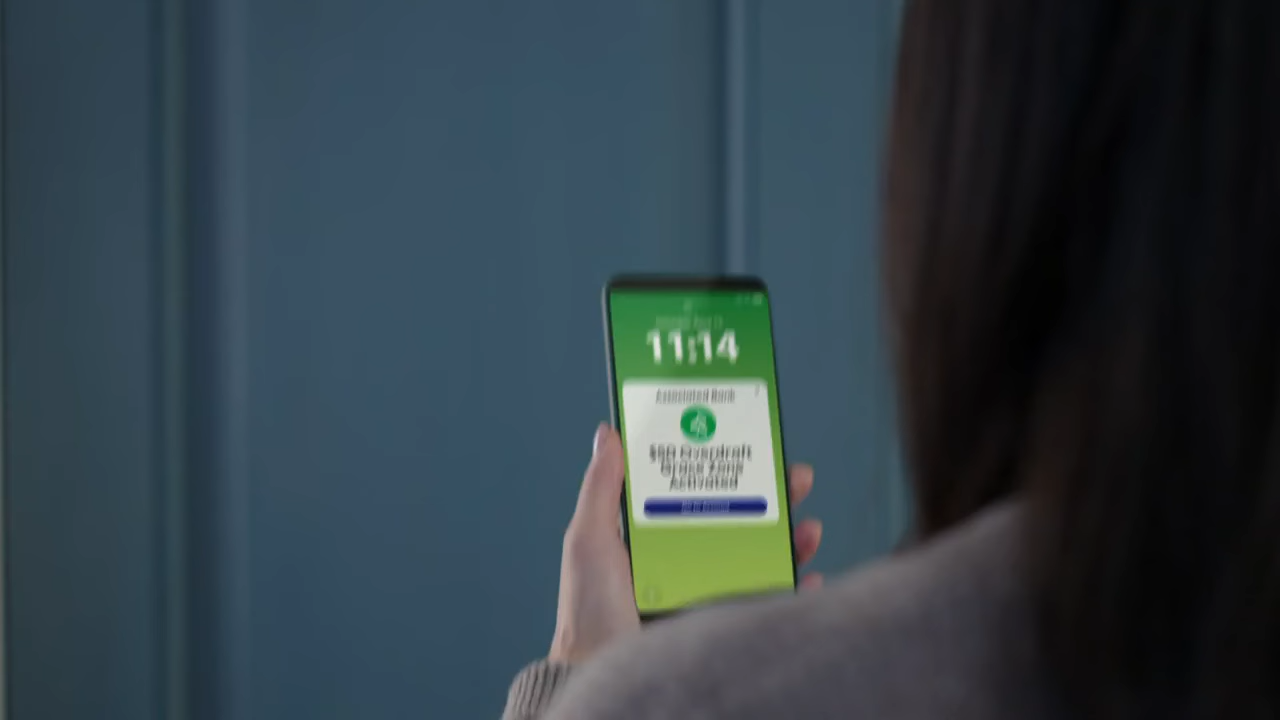 11:14
Associated Bank
$50 Overdraft
Grace Zone
Activated